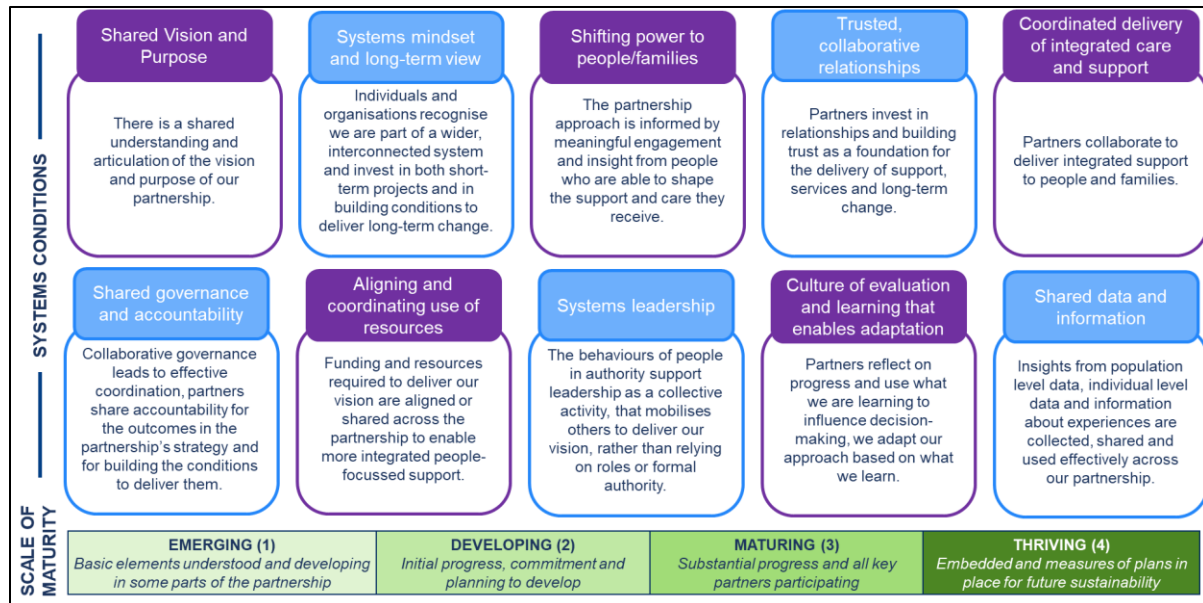 SYSTEMS CONDITIONS
Shared Vision and
Purpose
There is a shared
understanding and
articulation of the vision
and purpose of our
partnership.
Systems mindset
and long-term view
Individuals and
organisations recognise
we are part of a wider,
interconnected system
and invest in both short-
term projects and in
building conditions to
deliver long-term change.
Shifting power to
people/families
The partnership
approach is informed by
meaningful engagement
and insight from people
who are able to shape
the support and care they
receive.
Trusted,
collaborative
relationships
Partners invest in
relationships and building
trust as a foundation for
the delivery of support,
services and long-term
change.
Coordinated delivery
of integrated care
and support
Partners collaborate to
deliver integrated support
to people and families.
Shared governance
and accountability
Collaborative governance
leads to effective
coordination, partners
share accountability for
the outcomes in the
partnership's strategy and
for building the conditions
to deliver them.
Aligning and
coordinating use of
resources
Funding and resources
required to deliver our
vision are aligned or
shared across the
partnership to enable
more integrated people-
focussed support.
Systems leadership
The behaviours of people
in authority support
leadership as a collective
activity, that mobilises
others to deliver our
vision, rather than relying
on roles or formal
authority.
Culture of evaluation
and learning that
enables adaptation
Partners reflect on
progress and use what
we are learning to
influence decision-
making, we adapt our
approach based on what
we learn.
Shared data and
information
Insights from population
level data, individual level
data and information
about experiences are
collected, shared and
used effectively across
our partnership.
SCALE OF
MATURITY
EMERGING (1)
Basic elements understood and developing
in some parts of the partnership
DEVELOPING (2)
Initial progress, commitment and
planning to develop
MATURING (3)
Substantial progress and all key
partners participating
THRIVING (4)
Embedded and measures of plans in
place for future sustainability